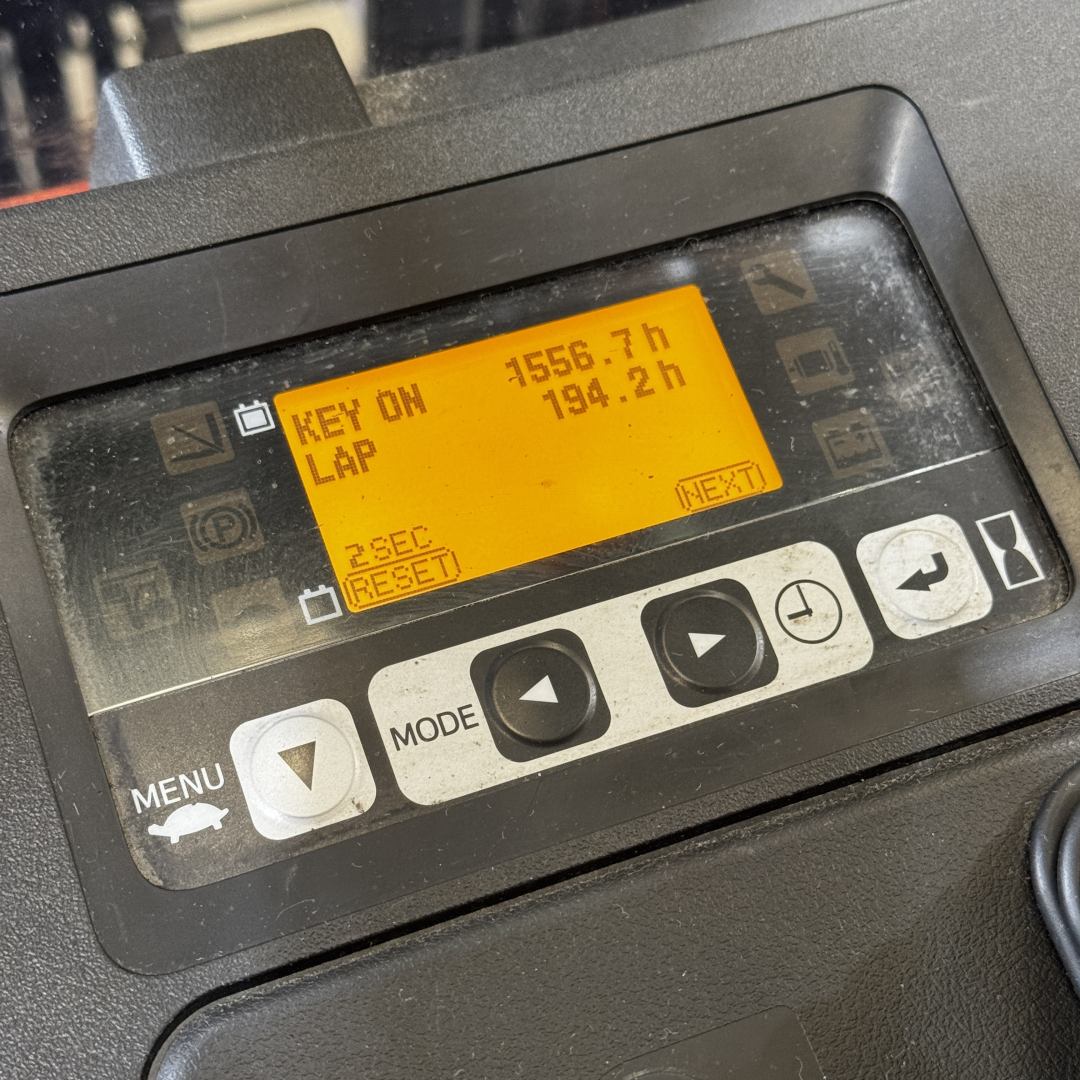 KEY ON 1556.7h
LAP 194.2h
2SEC
(RESET) (NEXT)
P
MENU MODE